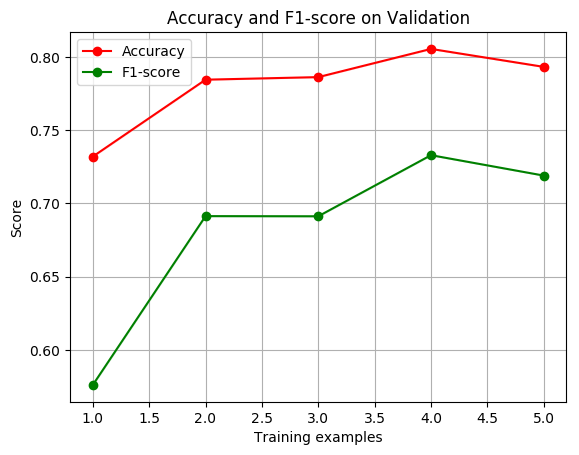 Accuracy and F1-score on Validation
Accuracy
F1-score
0.80
0.75
0.70
0.65
0.60
Score
1.0 1.5 2.0 2.5 3.0 3.5 4.0 4.5 5.0
Training examples